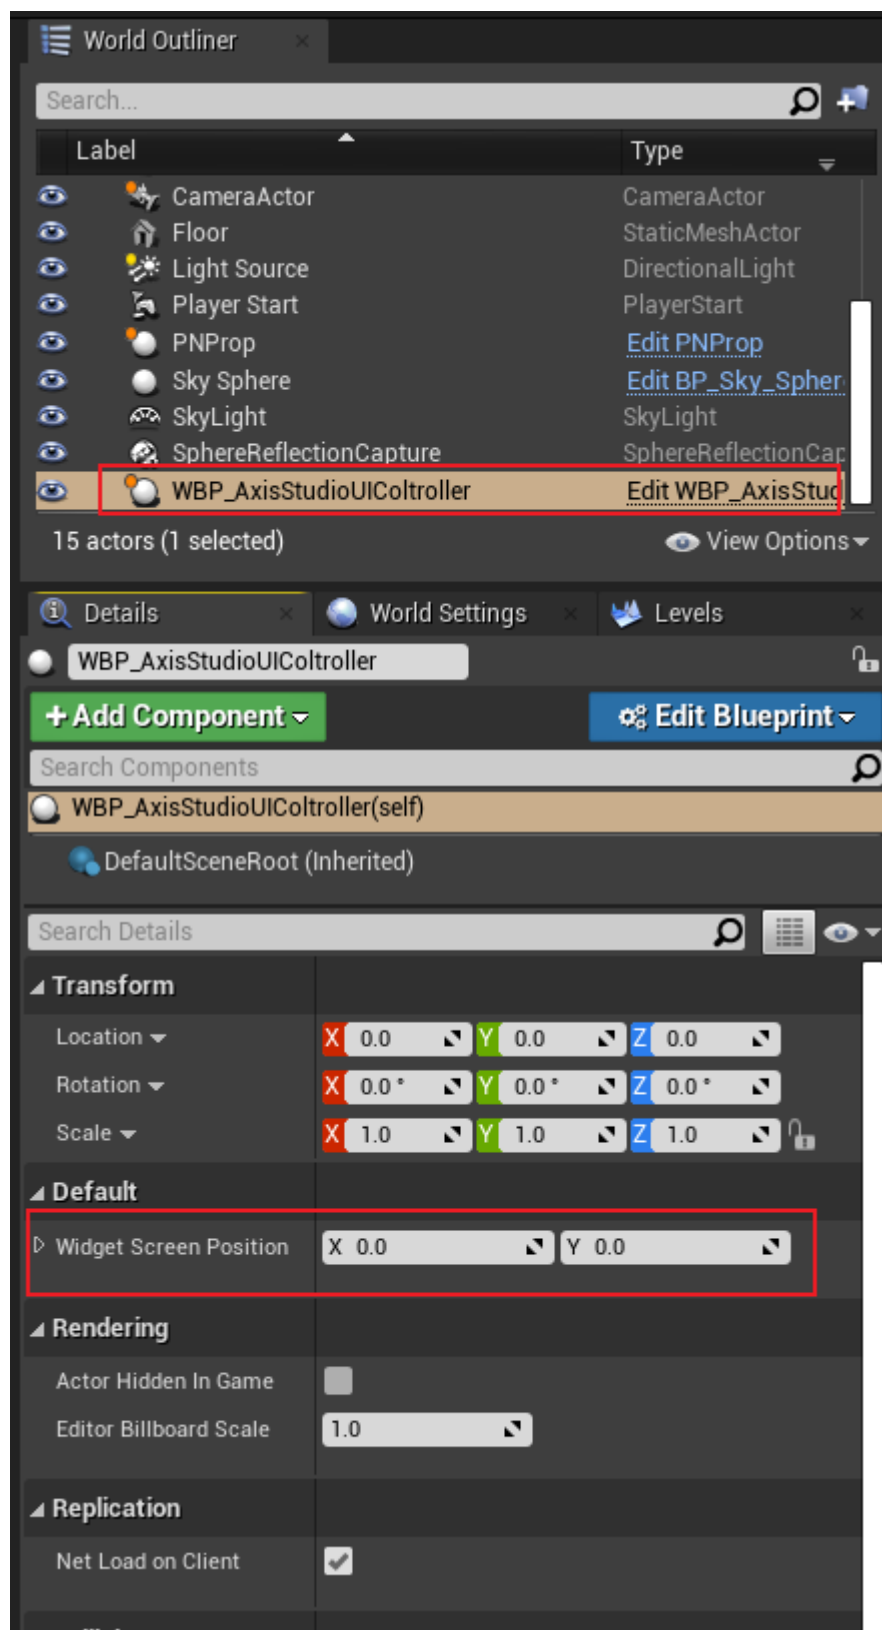 World Outliner
Search...
Label Type
CameraActor CameraActor
Floor StaticMeshActor
Light Source DirectionalLight
Player Start PlayerStart
PNProp Edit PNProp
Sky Sphere Edit BP_Sky_Spher
SkyLight SkyLight
SphereReflectionCapture SphereReflectionCap
WBP_AxisStudioUIColtroller Edit WBP_AxisStud
15 actors (1 selected) View Options
Details World Settings Levels
WBP_AxisStudioUIColtroller
+Add Component Edit Blueprint
Search Components
WBP_AxisStudioUIColtroller(self)
DefaultSceneRoot (Inherited)
Search Details
Transform
Location X 0.0 Y 0.0 Z 0.0
Rotation X 0.0 ° Y 0.0 ° Z 0.0 °
Scale X 1.0 Y 1.0 Z 1.0
Default
Widget Screen Position X 0.0 Y 0.0
Rendering
Actor Hidden In Game
Editor Billboard Scale 1.0
Replication
Net Load on Client